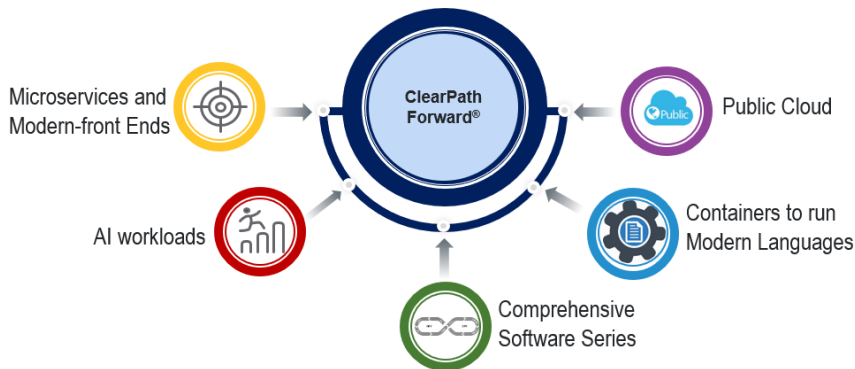 ClearPath
Forward®
Microservices and
Modern-front Ends
Public
Public Cloud
AI workloads
Containers to run
Modern Languages
Comprehensive
Software Series